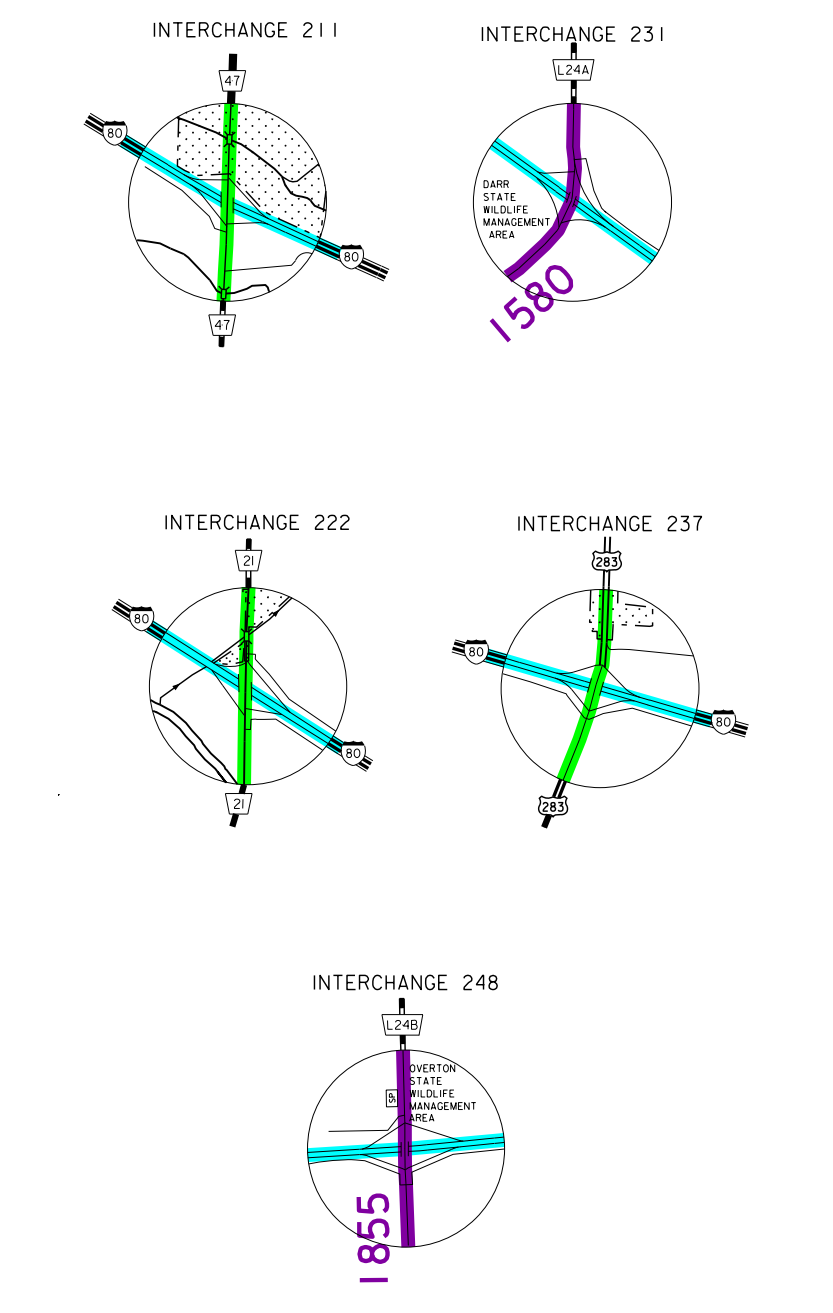 INTERCHANGE 211
47
80
80
47
INTERCHANGE 231
L24A
DARR
STATE
WILDLIFE
MANAGEMENT
AREA
1580
INTERCHANGE 222
21
80
80
21
INTERCHANGE 237
283
80
80
283
INTERCHANGE 248
L24B
OVERTON
STATE
WILDLIFE
MANAGEMENT
AREA
SP
1855